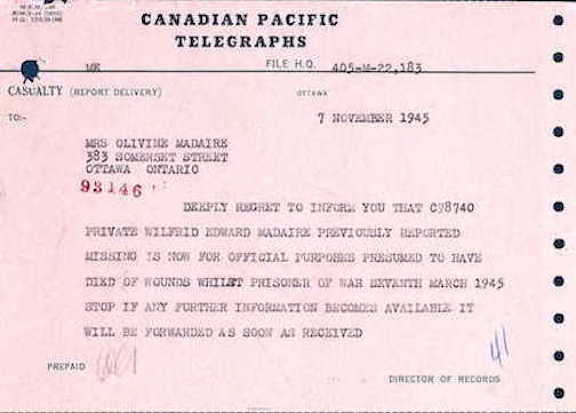 CANADIAN PACIFIC
TELEGRAPHS
ME
FILE H.Q. 405-M-22,183
CASUALTY (REPORT DELIVERY)
OTTAWA
TO:-
7 NOVEMBER 1945
MRS OLIVINE MADAIRE
383 SOMERSET STREET
OTTAWA ONTARIO
93146
DEEPLY REGRET TO INFORM YOU THAT C98740
PRIVATE WILFRID EDWARD MADAIRE PREVIOUSLY REPORTED
MISSING IS NOW FOR OFFICIAL PURPOSES PRESUMED TO HAVE
DIED OF WOUNDS WHILST PRISONER OF WAR SEVENTH MARCH 1945
STOP IF ANY FURTHER INFORMATION BECOMES AVAILABLE IT
WILL BE FORWARDED AS SOON AS RECEIVED
PREPAID
41
DIRECTOR OF RECORDS